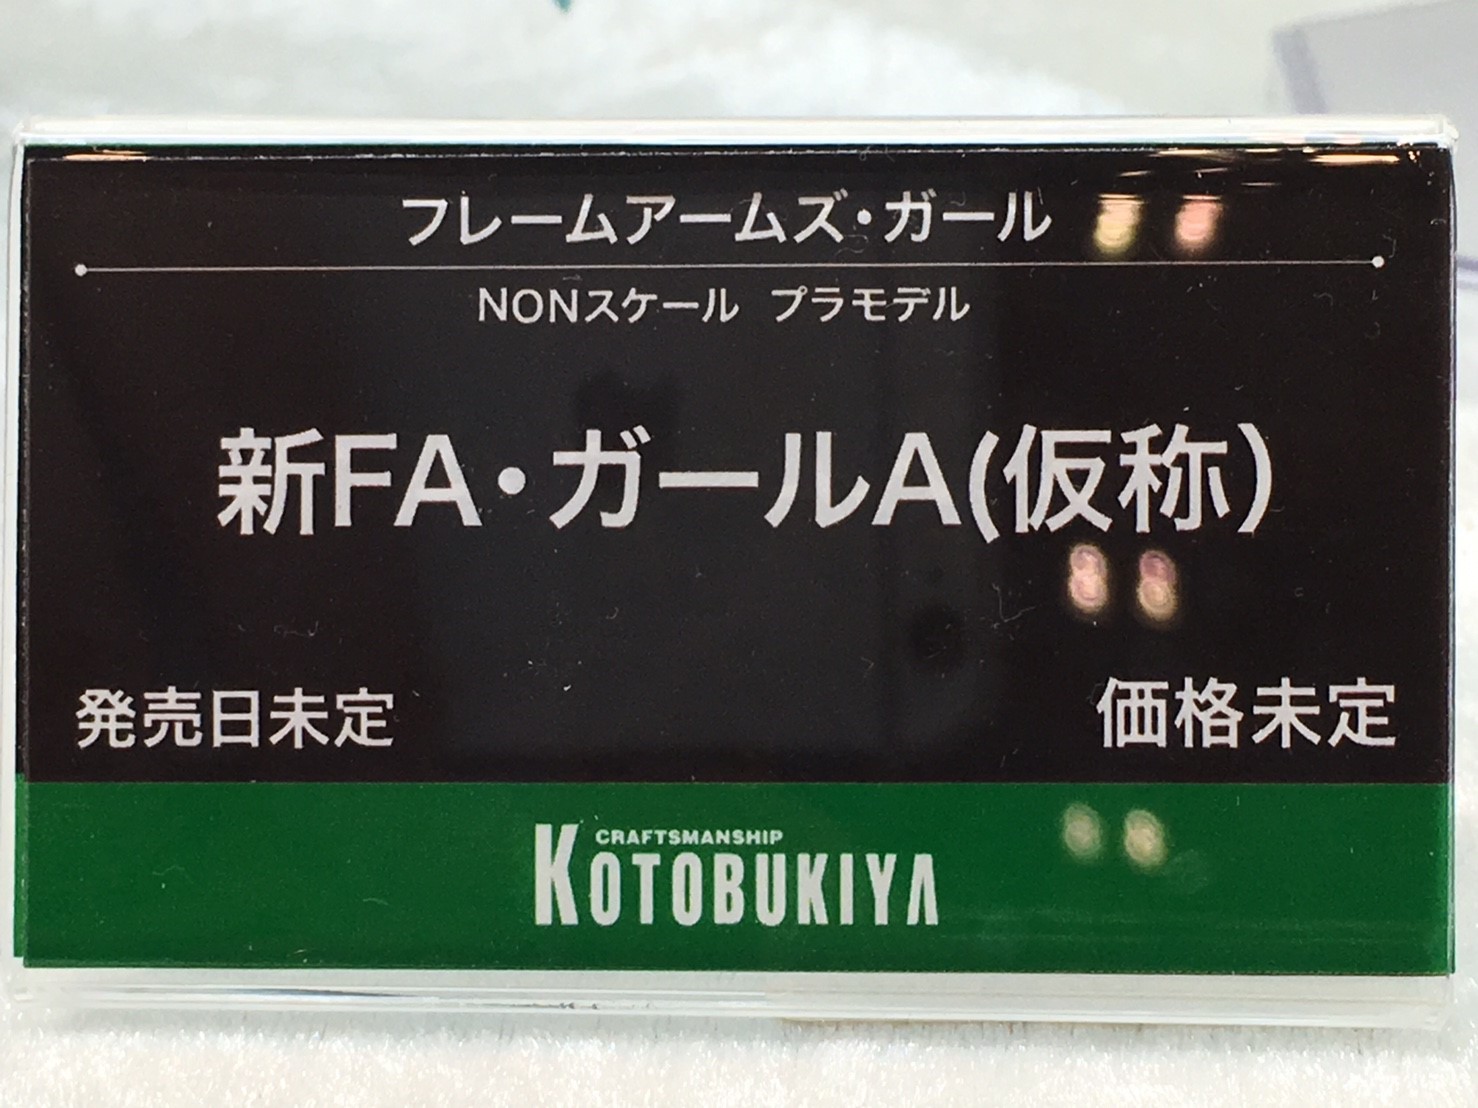 フレームアームズ・ガール
NONスケール プラモデル
新FA・ガールA(仮称)
発売日未定 価格未定
CRAFTSMANSHIP
KOTOBUKIYA